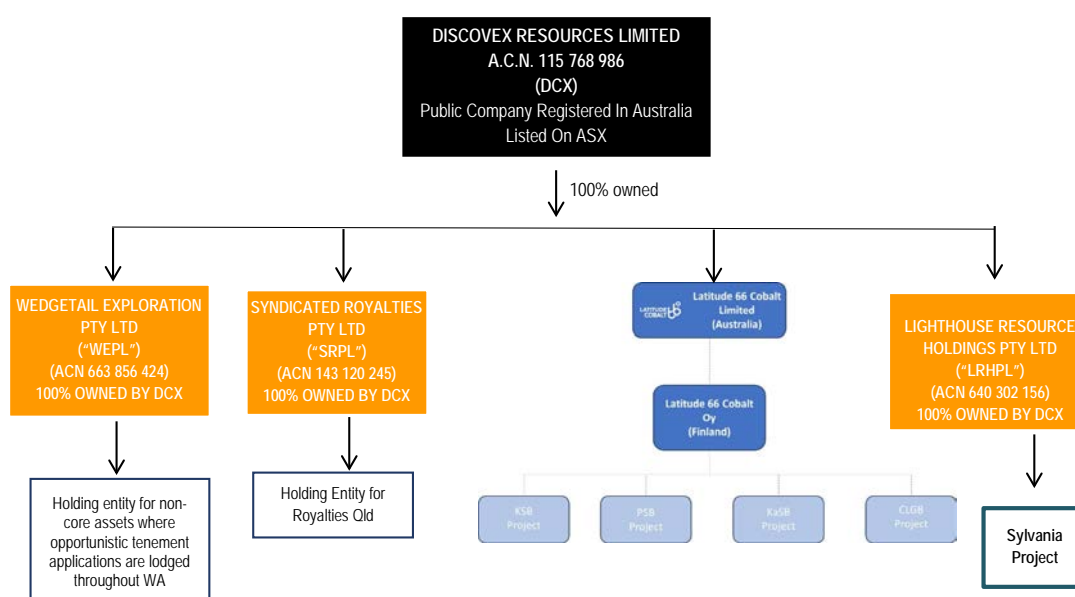 DISCOVEX RESOURCES LIMITED
A.C.N. 115 768 986
(DCX)
Public Company Registered In Australia
Listed On ASX
100% owned
WEDGETAIL EXPLORATION
PTY LTD
("WEPL")
(ACN 663 856 424)
100% OWNED BY DCX
SYNDICATED ROYALTIES
PTY LTD
("SRPL")
(ACN 143 120 245)
100% OWNED BY DCX
LATITUDE
COBALT
Latitude 66 Cobalt
Limited
(Australia)
LIGHTHOUSE RESOURCE
HOLDINGS PTY LTD
("LRHPL")
(ACN 640 302 156)
100% OWNED BY DCX
Latitude 66 Cobalt
Oy
(Finland)
Holding entity for non-
core assets where
opportunistic tenement
applications are lodged
throughout WA
Holding Entity for
Royalties Qld
KSB
Project
PSB
Project
KaSB
Project
CLGB
Project
Sylvania
Project